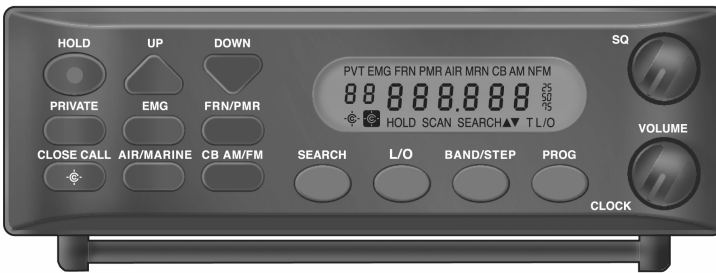 HOLD UP DOWN SQ
PVT EMG FRN PMR AIR MRN CB AM NFM
88 888.888 25 50 75
HOLD SCAN SEARCH▲▼ T L/O
PRIVATE EMG FRN/PMR
VOLUME
CLOSE CALL AIR/MARINE CB AM/FM SEARCH L/O BAND/STEP PROG
CLOCK